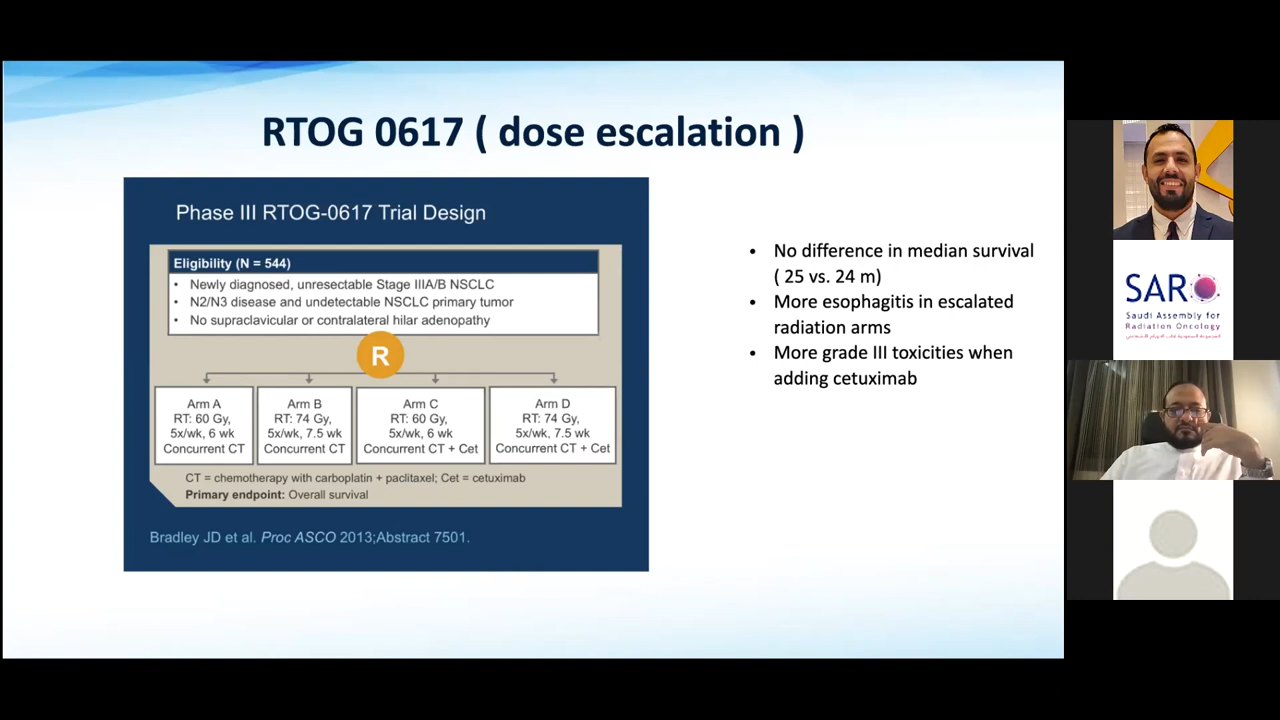 RTOG 0617 ( dose escalation )
Phase III RTOG-0617 Trial Design
Eligibility (N = 544)
• Newly diagnosed, unresectable Stage IIIA/B NSCLC
• N2/N3 disease and undetectable NSCLC primary tumor
• No supraclavicular or contralateral hilar adenopathy
R
Arm A
RT: 60 Gy,
5x/wk, 6 wk
Concurrent CT
Arm B
RT: 74 Gy,
5x/wk, 7.5 wk
Concurrent CT
Arm C
RT: 60 Gy,
5x/wk, 6 wk
Concurrent CT + Cet
Arm D
RT: 74 Gy,
5x/wk, 7.5 wk
Concurrent CT + Cet
CT = chemotherapy with carboplatin + paclitaxel; Cet = cetuximab
Primary endpoint: Overall survival
Bradley JD et al. Proc ASCO 2013;Abstract 7501.
• No difference in median survival
( 25 vs. 24 m)
• More esophagitis in escalated
radiation arms
• More grade III toxicities when
adding cetuximab
SARO
Saudi Assembly for
Radiation Oncology